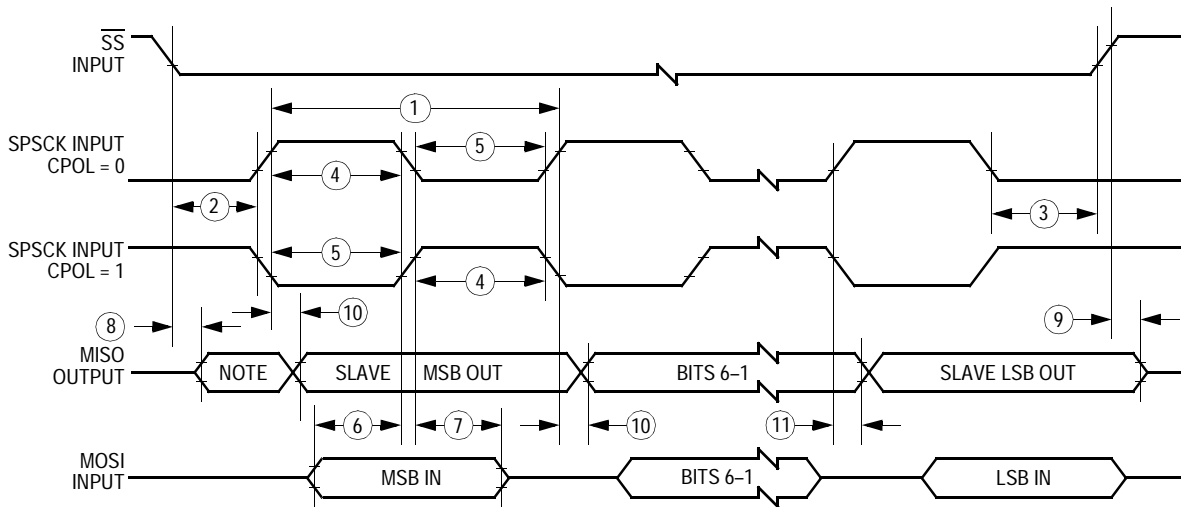 SS
INPUT
1
SPSCK INPUT
CPOL = 0
5
4
2
3
SPSCK INPUT
CPOL = 1
5
4
8
10
9
MISO
OUTPUT
NOTE
SLAVE
MSB OUT
BITS 6–1
SLAVE LSB OUT
6
7
10
11
MOSI
INPUT
MSB IN
BITS 6–1
LSB IN